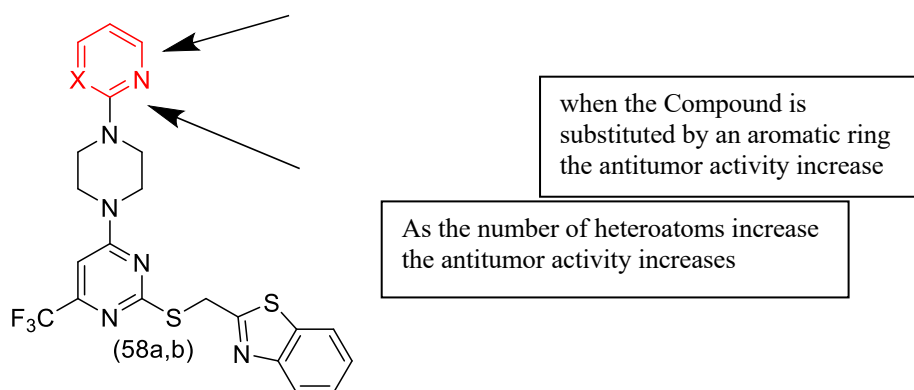 X
N
N
N
N
N
F3C
S
S
N
(58a,b)
when the Compound is
substituted by an aromatic ring
the antitumor activity increase
As the number of heteroatoms increase
the antitumor activity increases